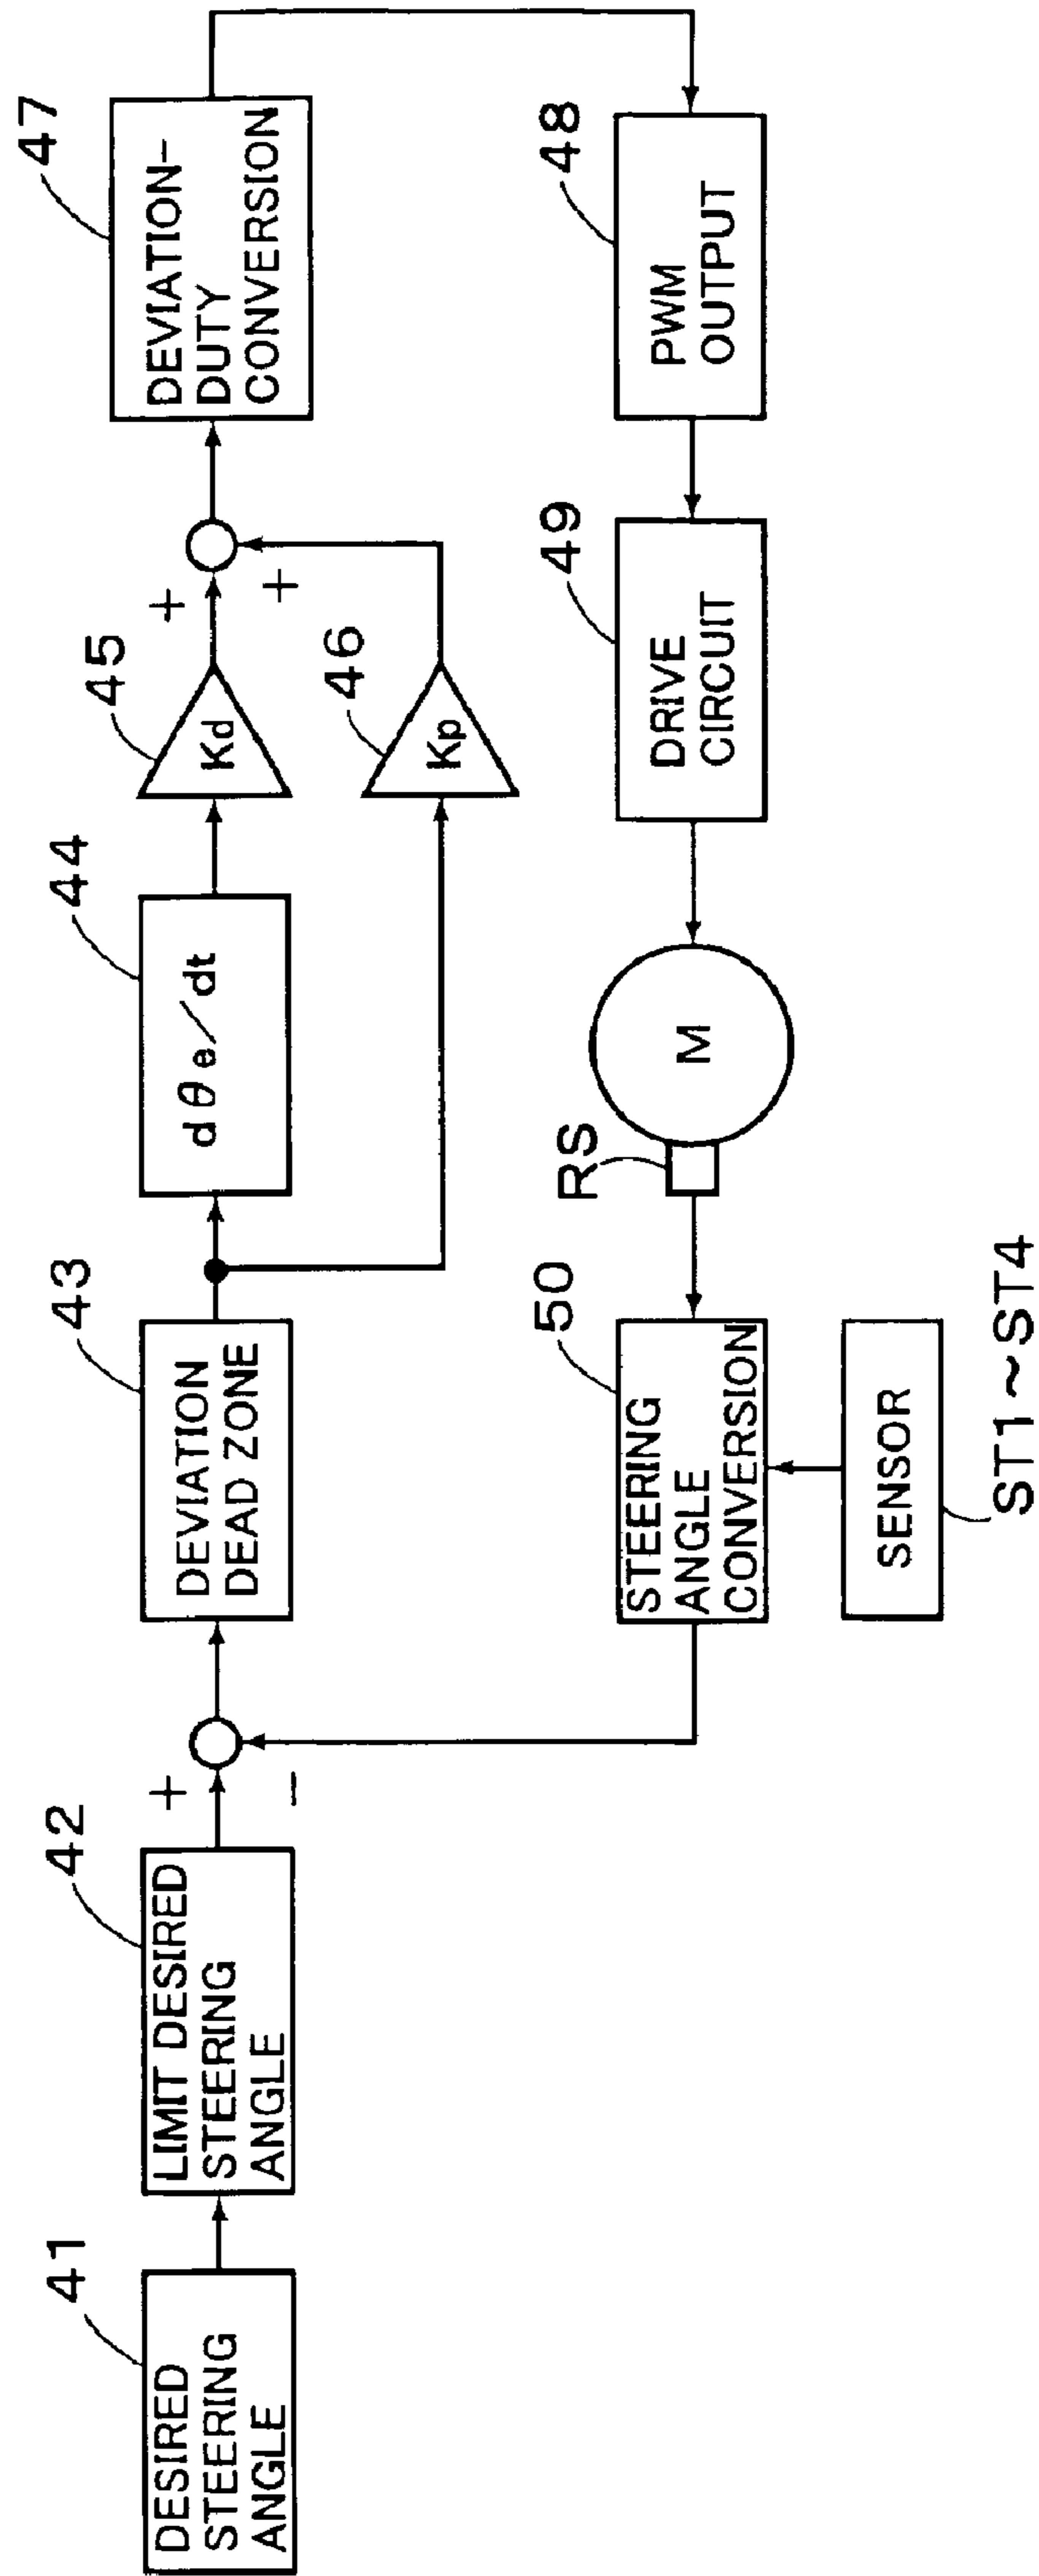 41
DESIRED
STEERING
ANGLE
42
LIMIT DESIRED
STEERING
ANGLE
+
−
43
DEVIATION
DEAD ZONE
44
dθe/dt
45
Kd
46
Kp
+
+
47
DEVIATION-
DUTY
CONVERSION
48
PWM
OUTPUT
49
DRIVE
CIRCUIT
M
RS
50
STEERING
ANGLE
CONVERSION
SENSOR
ST1~ST4